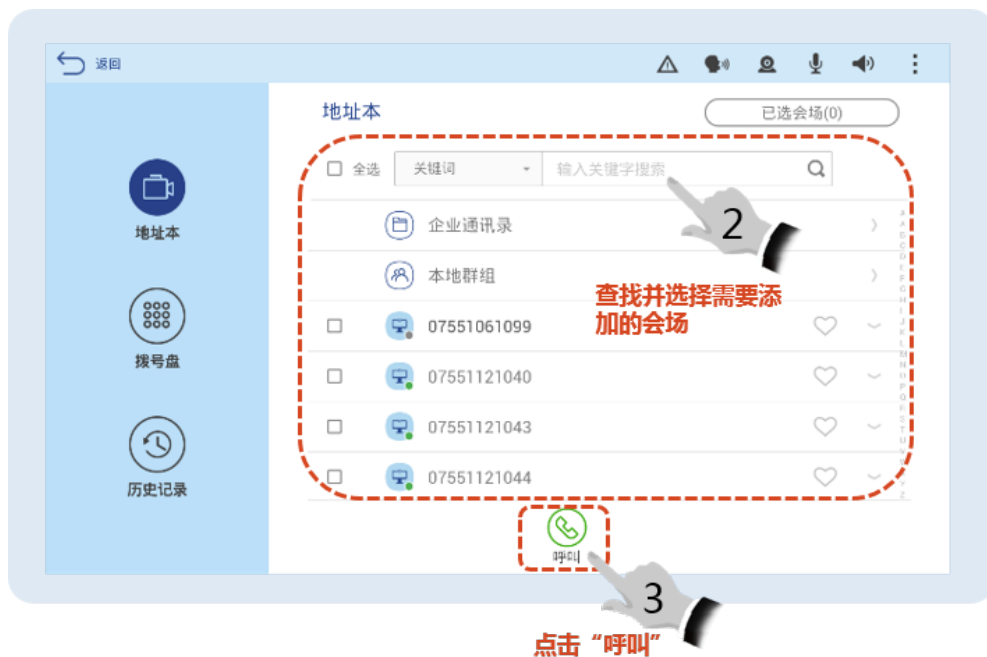 返回
地址本
已选会场(0)
全选 关键词 输入关键字搜索
2
企业通讯录
本地群组
查找并选择需要添
加的会场
07551061099
07551121040
07551121043
07551121044
地址本
拨号盘
历史记录
呼叫
3
点击“呼叫”